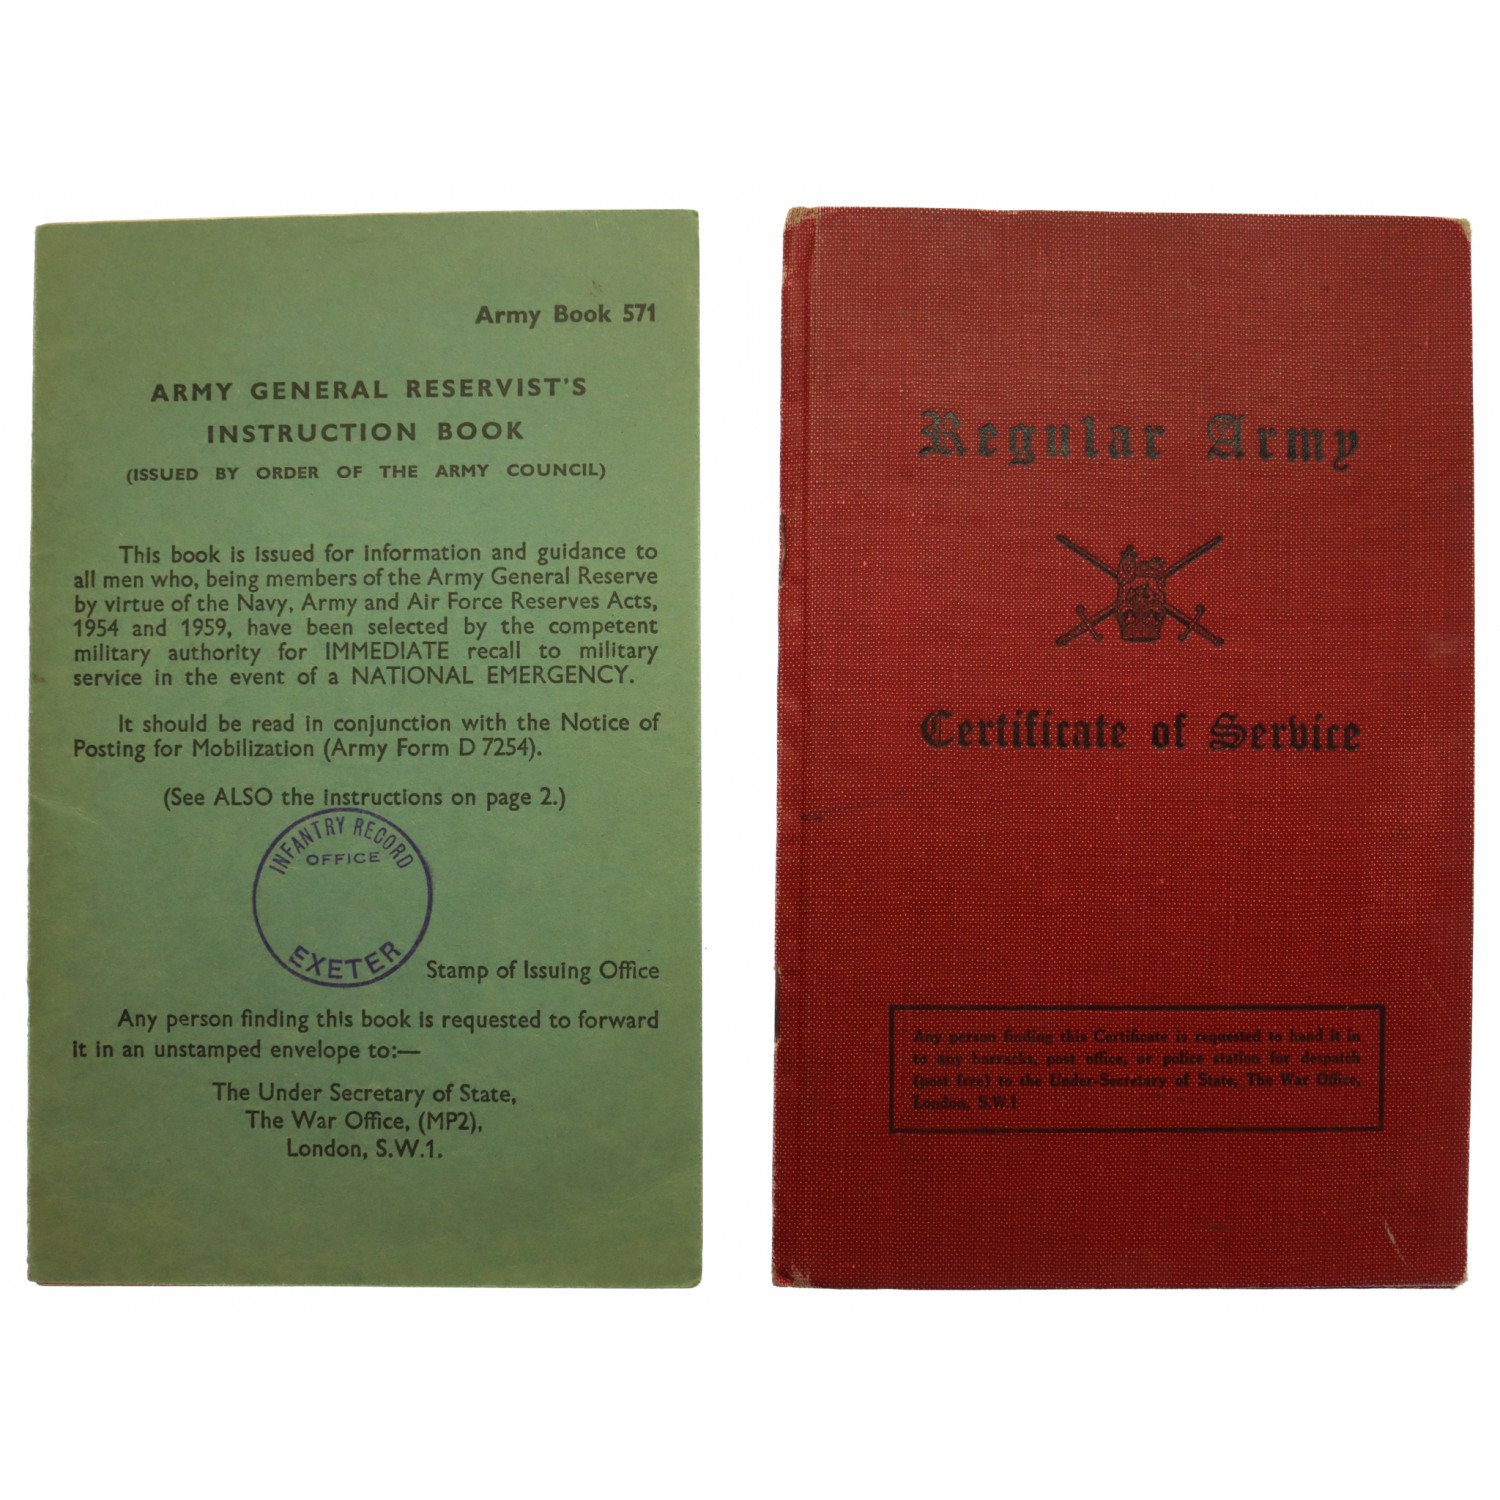 Army Book 571
ARMY GENERAL RESERVIST'S
INSTRUCTION BOOK
(ISSUED BY ORDER OF THE ARMY COUNCIL)
This book is issued for information and guidance to
all men who, being members of the Army General Reserve
by virtue of the Navy, Army and Air Force Reserves Acts,
1954 and 1959, have been selected by the competent
military authority for IMMEDIATE recall to military
service in the event of a NATIONAL EMERGENCY.
It should be read in conjunction with the Notice of
Posting for Mobilization (Army Form D 7254).
(See ALSO the instructions on page 2.)
INFANTRY RECORD
OFFICE
EXETER
Stamp of Issuing Office
Any person finding this book is requested to forward
it in an unstamped envelope to:—
The Under Secretary of State,
The War Office, (MP2),
London, S.W.1.
Regular Army
Certificate of Service
Any person finding this Certificate is requested to hand it in
to any barracks, post office, or police station for despatch
(post free) to the Under-Secretary of State, The War Office,
London, S.W.1